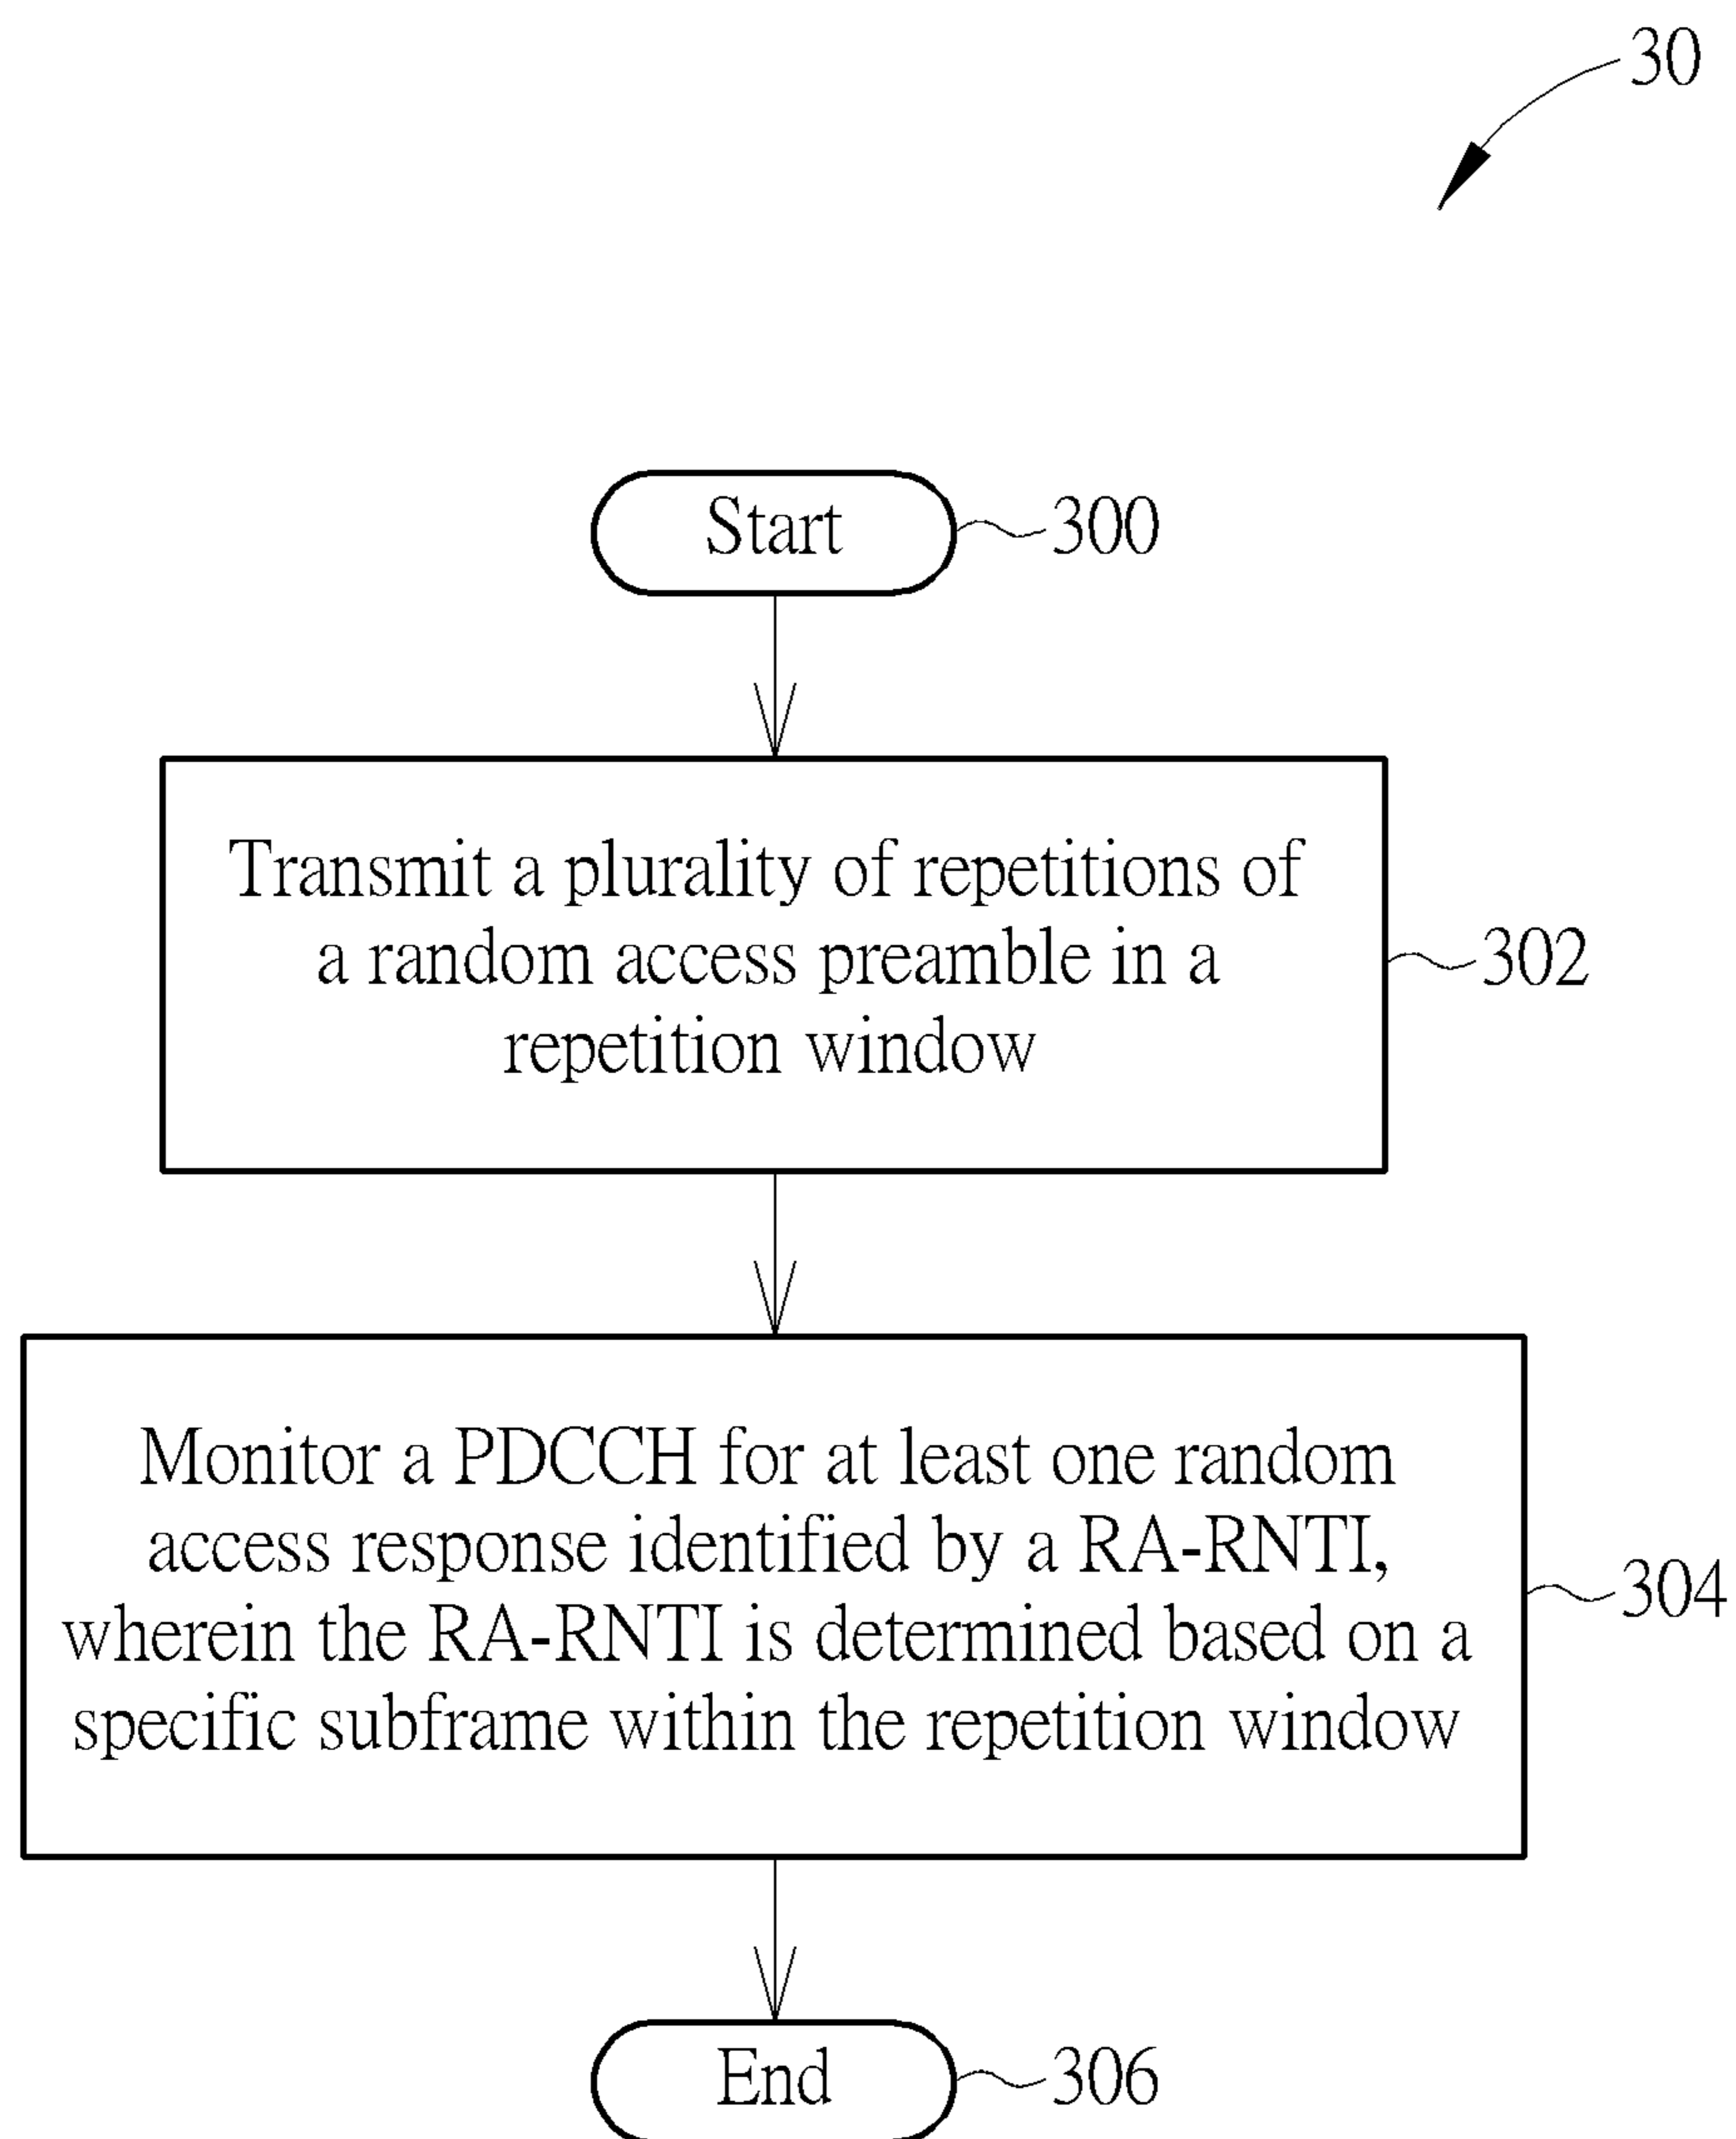 30
Start
300
Transmit a plurality of repetitions of
a random access preamble in a
repetition window
302
Monitor a PDCCH for at least one random
access response identified by a RA-RNTI,
wherein the RA-RNTI is determined based on a
specific subframe within the repetition window
304
End
306